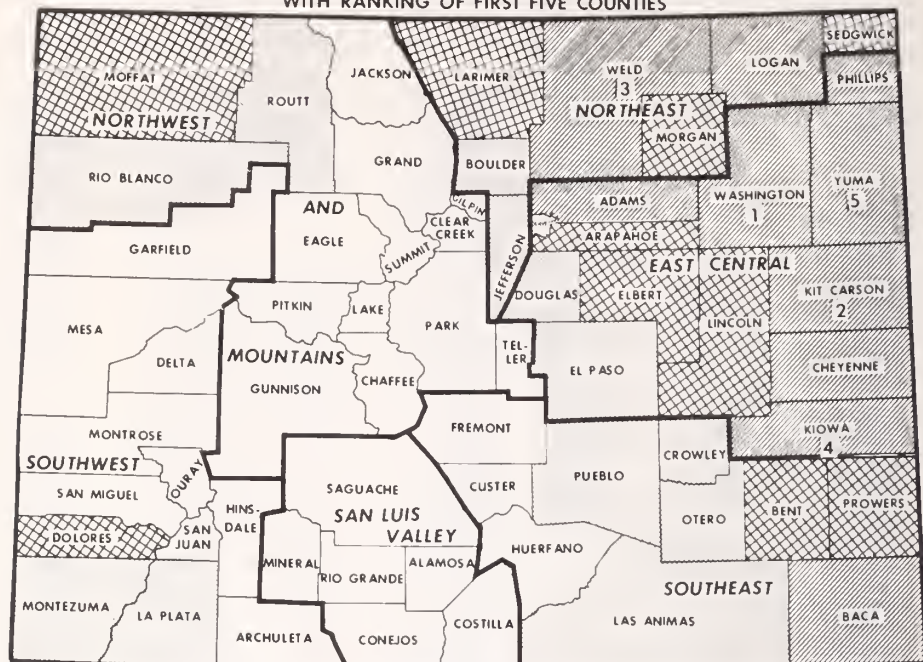 WITH RANKING OF FIRST FIVE COUNTIES
SEDGWICK
MOFFAT
JACKSON
LARIMER
WELD
3
LOGAN
PHILLIPS
ROUTT
NORTHWEST
NORTHEAST
MORGAN
GRAND
BOULDER
RIO BLANCO
WASHINGTON
1
YUMA
5
ADAMS
GILPIN
AND
CLEAR
CREEK
EAGLE
SUMMIT
JEFFERSON
ARAPAHOE
GARFIELD
EAST CENTRAL
DOUGLAS
ELBERT
KIT CARSON
2
PITKIN
LAKE
PARK
LINCOLN
MESA
TEL-
LER
DELTA
MOUNTAINS
EL PASO
CHEYENNE
GUNNISON
CHAFFEE
MONTROSE
FREMONT
KIOWA
4
CROWLEY
SOUTHWEST
OURAY
PUEBLO
SAN MIGUEL
SAGUACHE
CUSTER
HINS-
DALE
SAN LUIS
VALLEY
OTERO
BENT
PROWERS
DOLORES
SAN
JUAN
HUERFANO
MINERAL
RIO GRANDE
ALAMOSA
SOUTHEAST
MONTEZUMA
LA PLATA
COSTILLA
LAS ANIMAS
BACA
ARCHULETA
CONEJOS